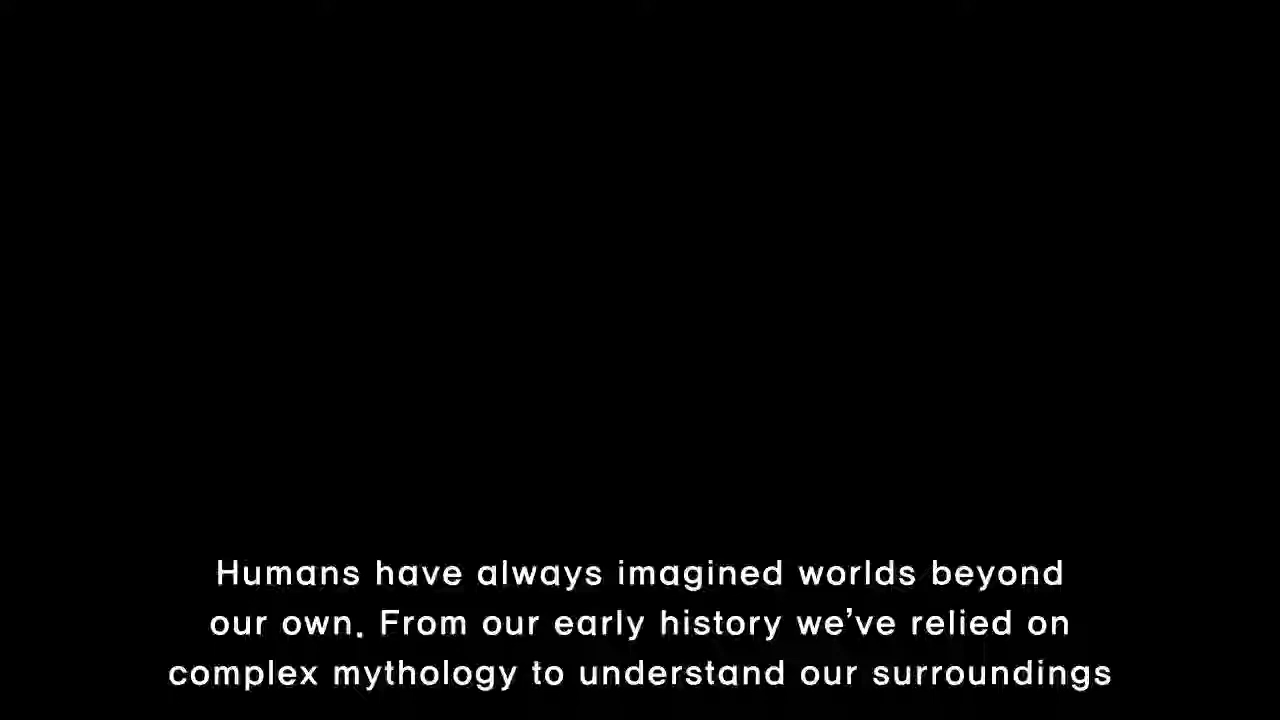 Humans have always imagined worlds beyond
our own. From our early history we’ve relied on
complex mythology to understand our surroundings